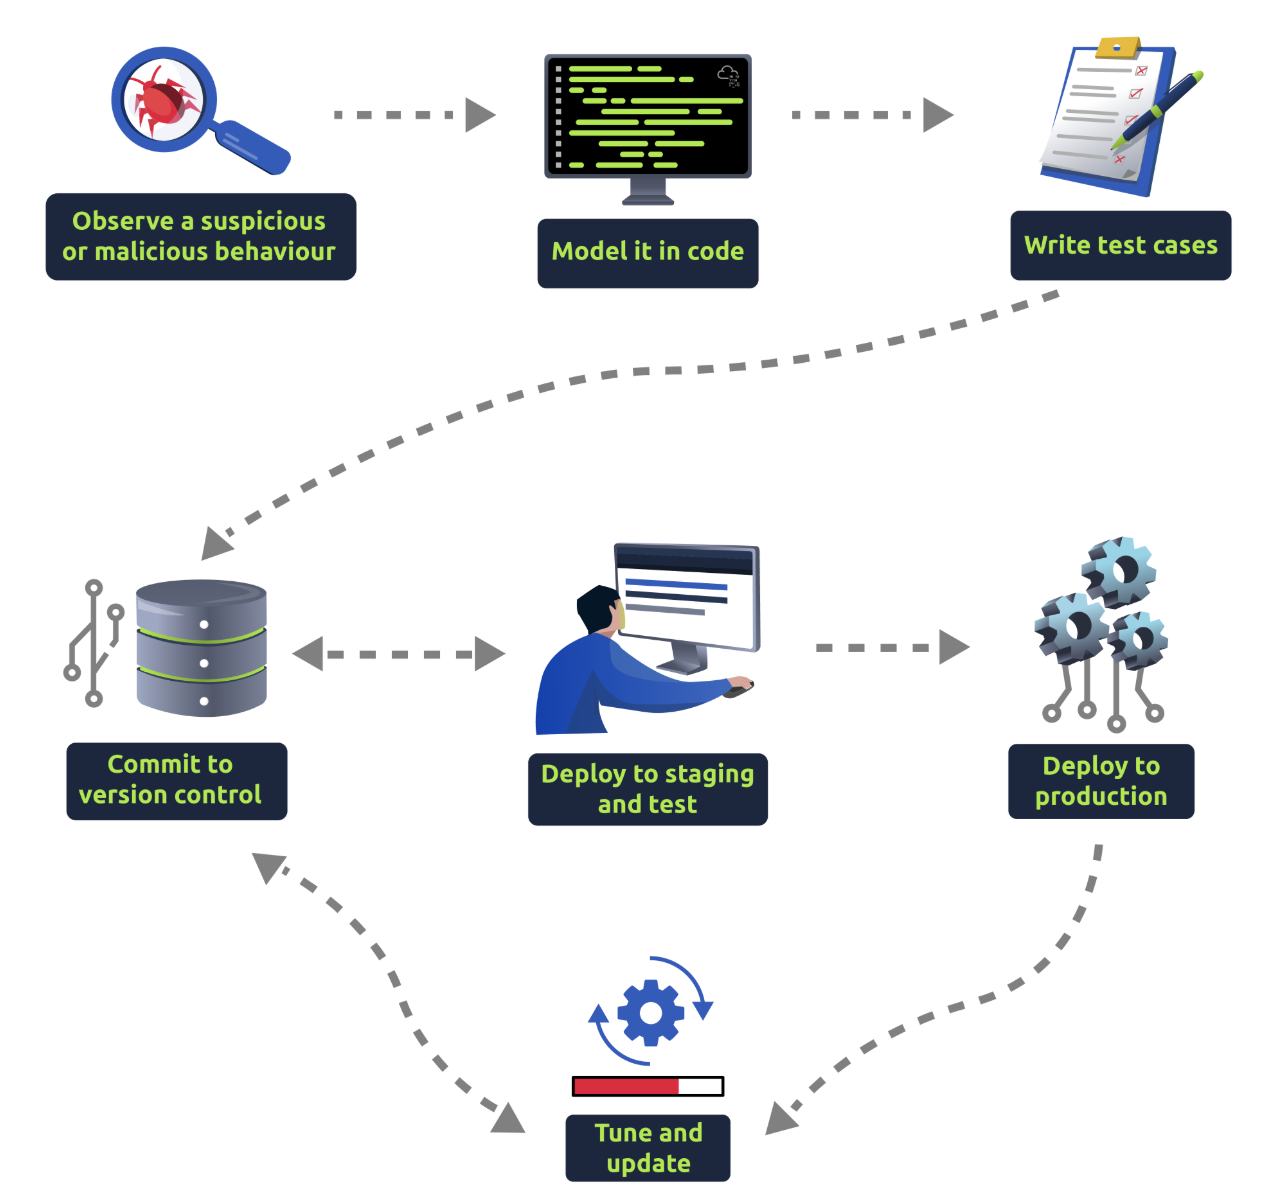 Observe a suspicious
or malicious behaviour
Model it in code
Write test cases
Commit to
version control
Deploy to staging
and test
Deploy to
production
Tune and
update